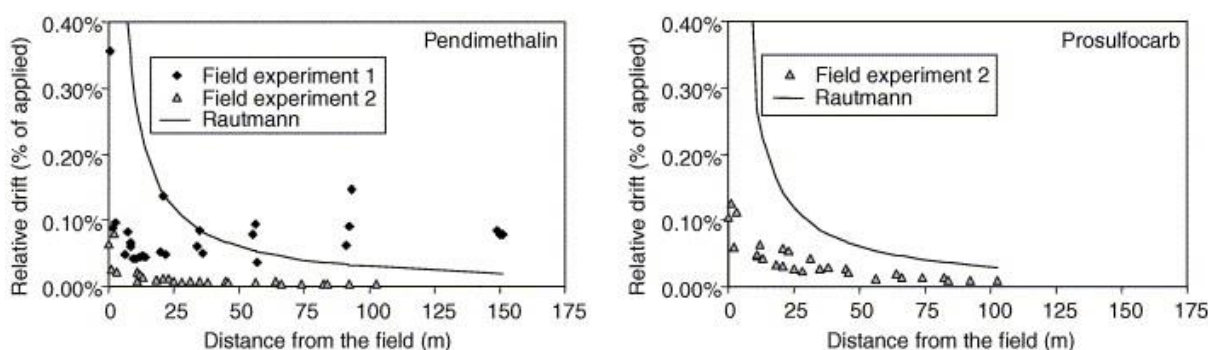 Relative drift (% of applied)
0.40%
0.30%
0.20%
0.10%
0.00%
Pendimethalin
Field experiment 1
Field experiment 2
Rautmann
0 25 50 75 100 125 150 175
Distance from the field (m)
Relative drift (% of applied)
0.40%
0.30%
0.20%
0.10%
0.00%
Prosulfocarb
Field experiment 2
Rautmann
0 25 50 75 100 125 150 175
Distance from the field (m)